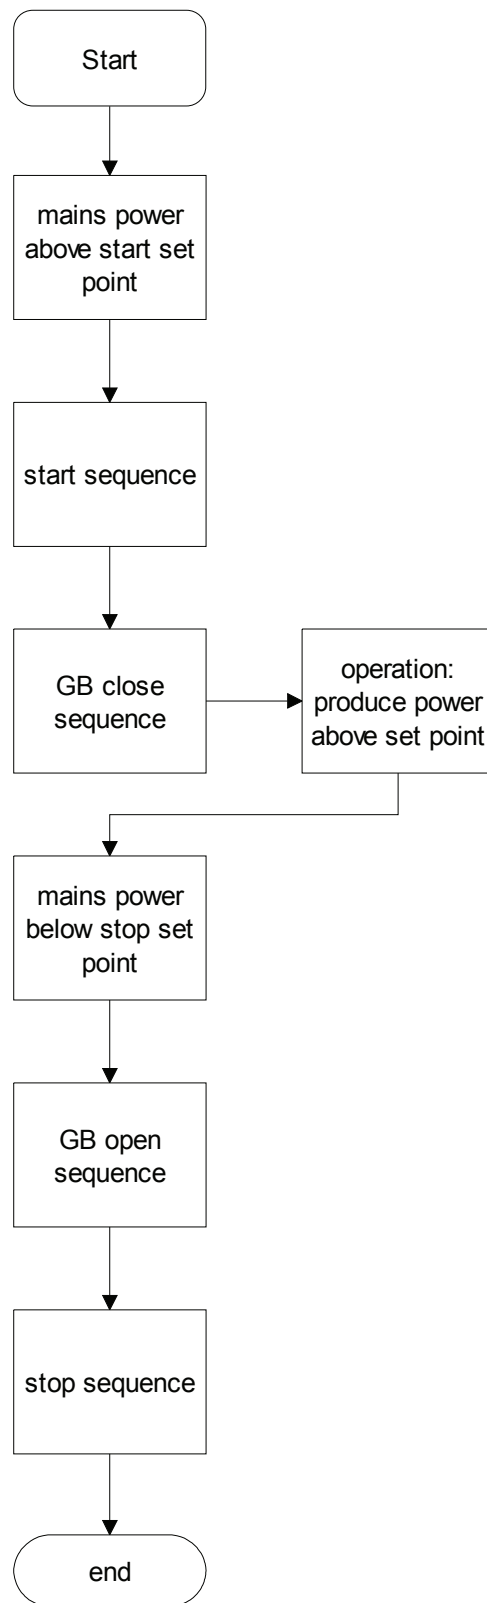 Start
mains power
above start set
point
start sequence
GB close
sequence
operation:
produce power
above set point
mains power
below stop set
point
GB open
sequence
stop sequence
end